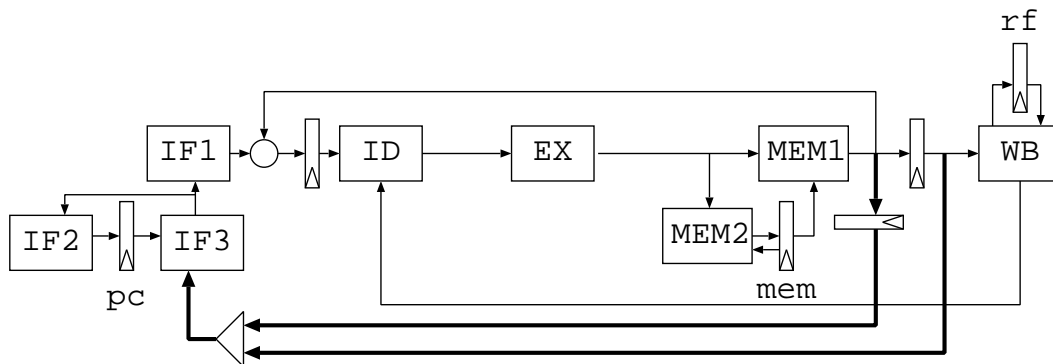 rf
IF1
ID
EX
MEM1
WB
IF2
IF3
MEM2
pc
mem